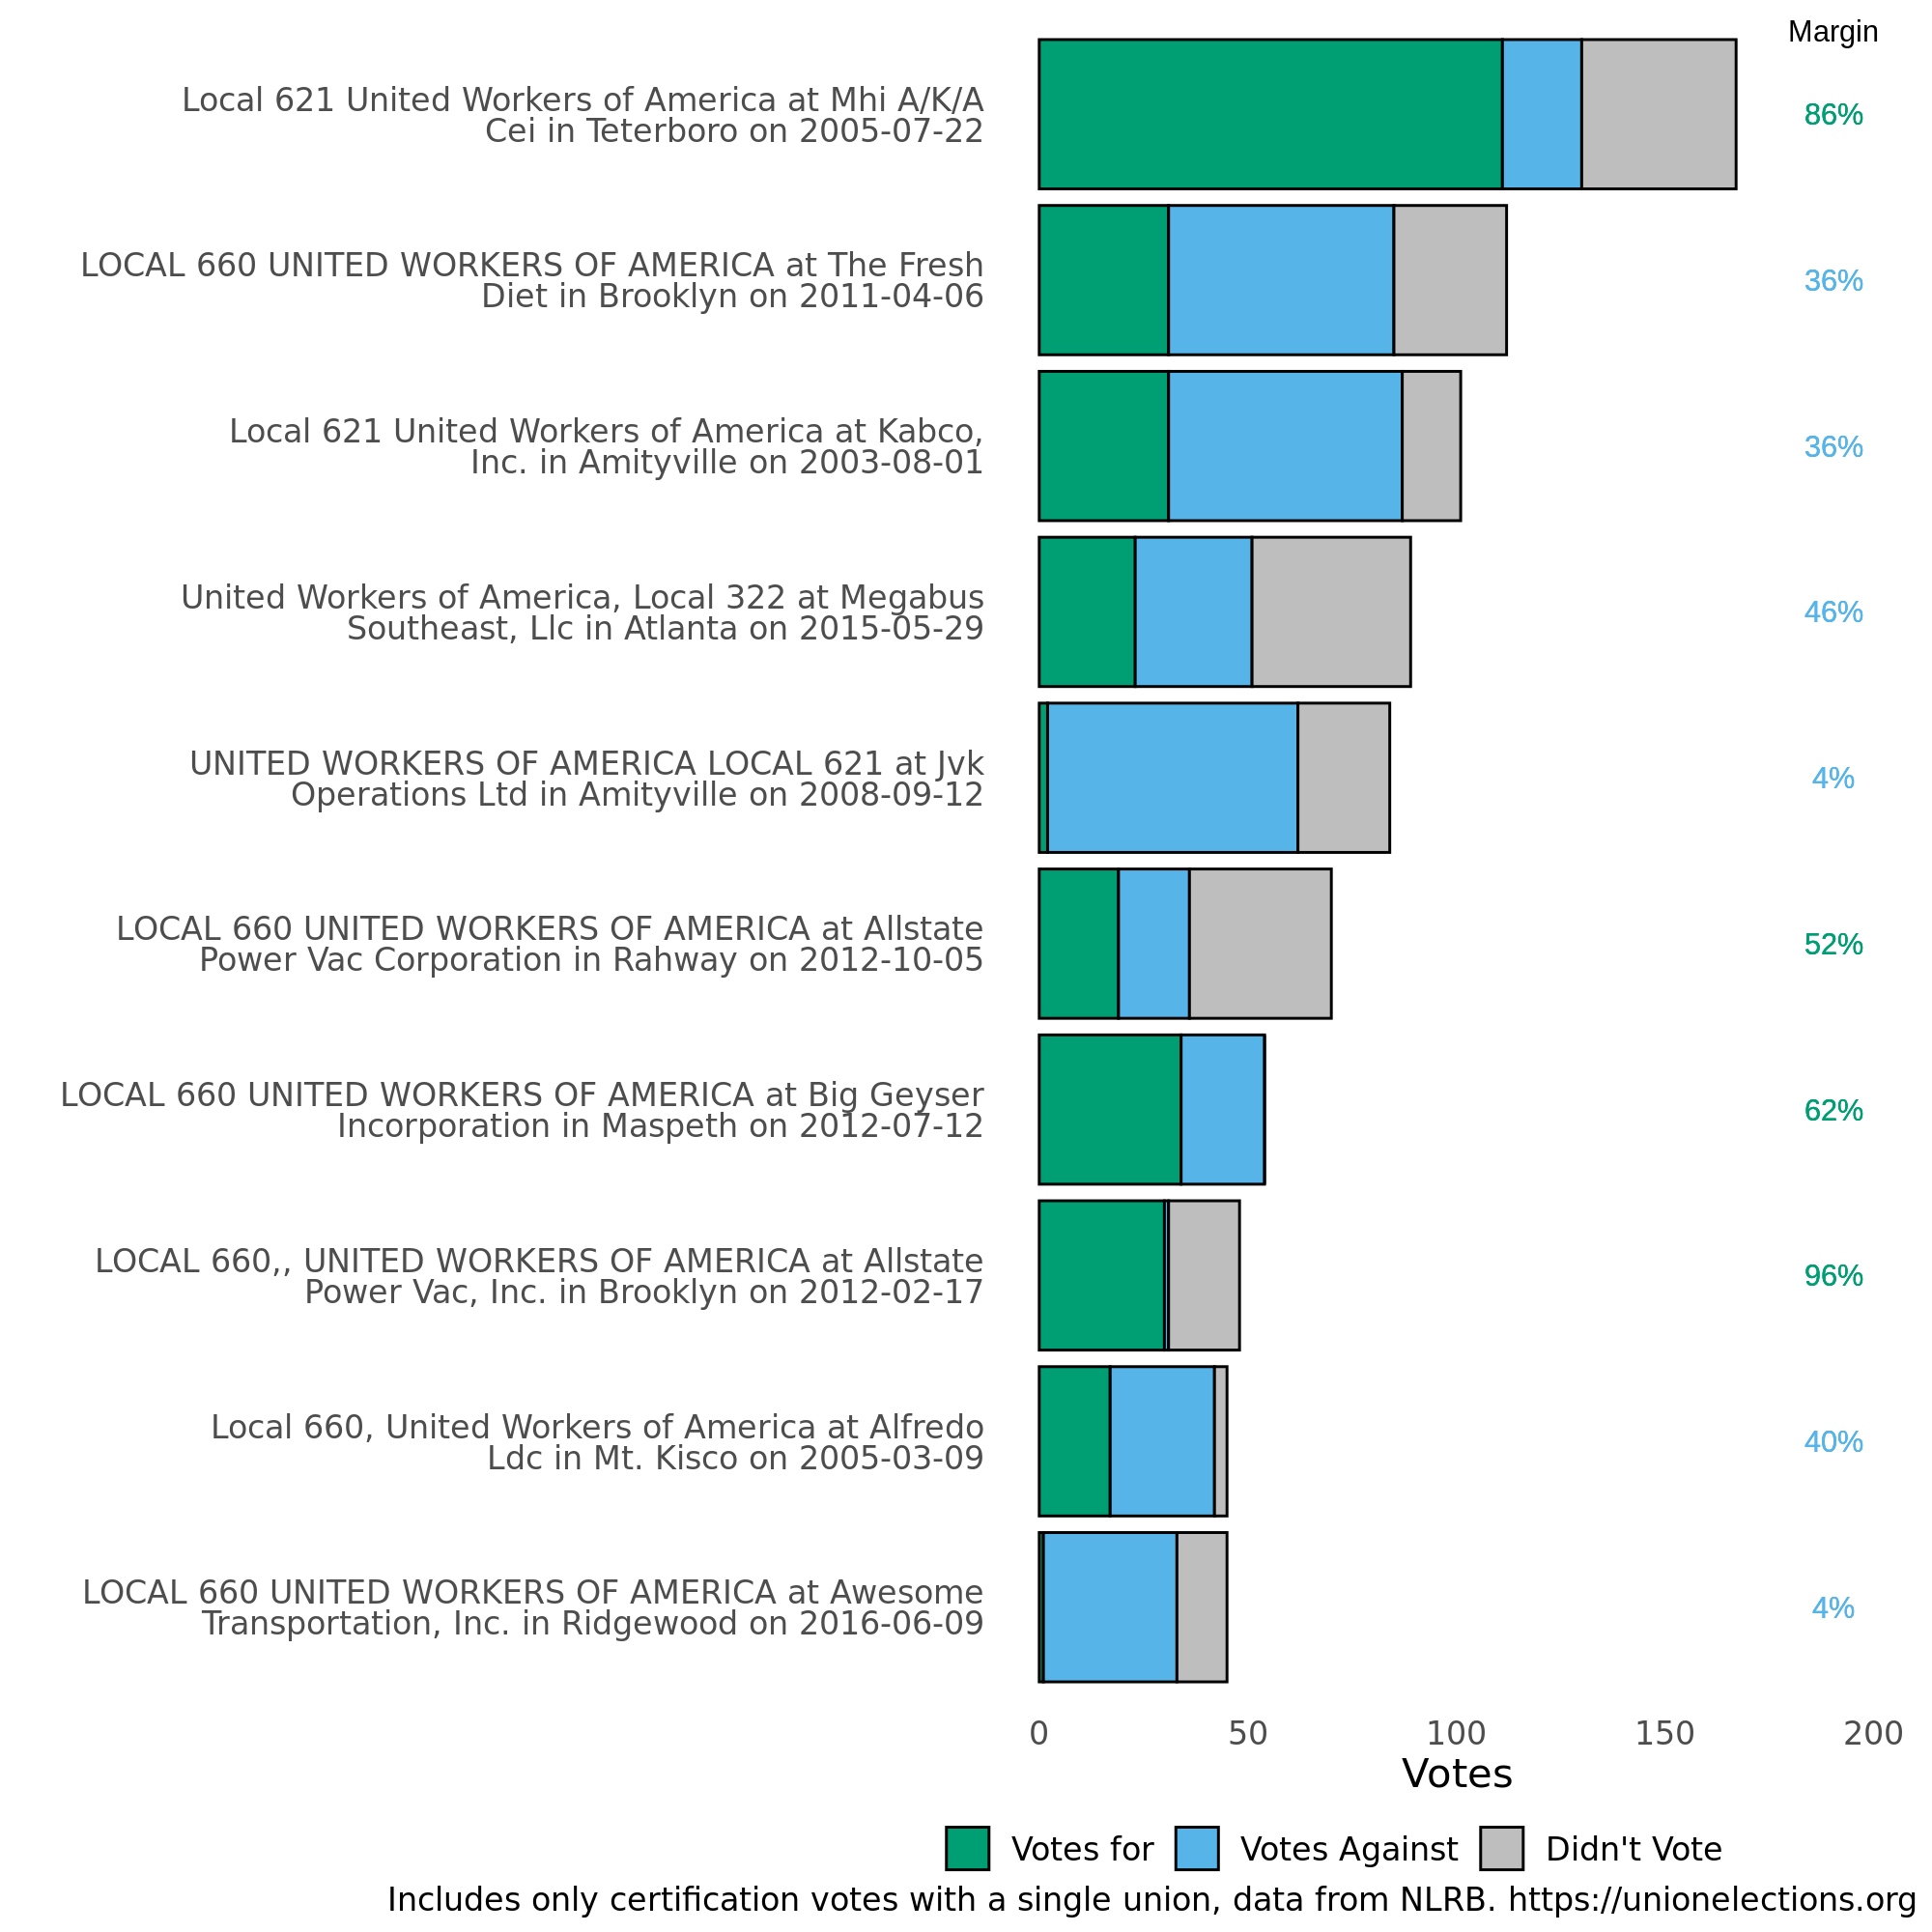 Margin
Local 621 United Workers of America at Mhi A/K/A
Cei in Teterboro on 2005-07-22
86%
LOCAL 660 UNITED WORKERS OF AMERICA at The Fresh
Diet in Brooklyn on 2011-04-06
36%
Local 621 United Workers of America at Kabco,
Inc. in Amityville on 2003-08-01
36%
United Workers of America, Local 322 at Megabus
Southeast, Llc in Atlanta on 2015-05-29
46%
UNITED WORKERS OF AMERICA LOCAL 621 at Jvk
Operations Ltd in Amityville on 2008-09-12
4%
LOCAL 660 UNITED WORKERS OF AMERICA at Allstate
Power Vac Corporation in Rahway on 2012-10-05
52%
LOCAL 660 UNITED WORKERS OF AMERICA at Big Geyser
Incorporation in Maspeth on 2012-07-12
62%
LOCAL 660,, UNITED WORKERS OF AMERICA at Allstate
Power Vac, Inc. in Brooklyn on 2012-02-17
96%
Local 660, United Workers of America at Alfredo
Ldc in Mt. Kisco on 2005-03-09
40%
LOCAL 660 UNITED WORKERS OF AMERICA at Awesome
Transportation, Inc. in Ridgewood on 2016-06-09
4%
0 50 100 150 200
Votes
Votes for Votes Against Didn't Vote
Includes only certification votes with a single union, data from NLRB. https://unionelections.org